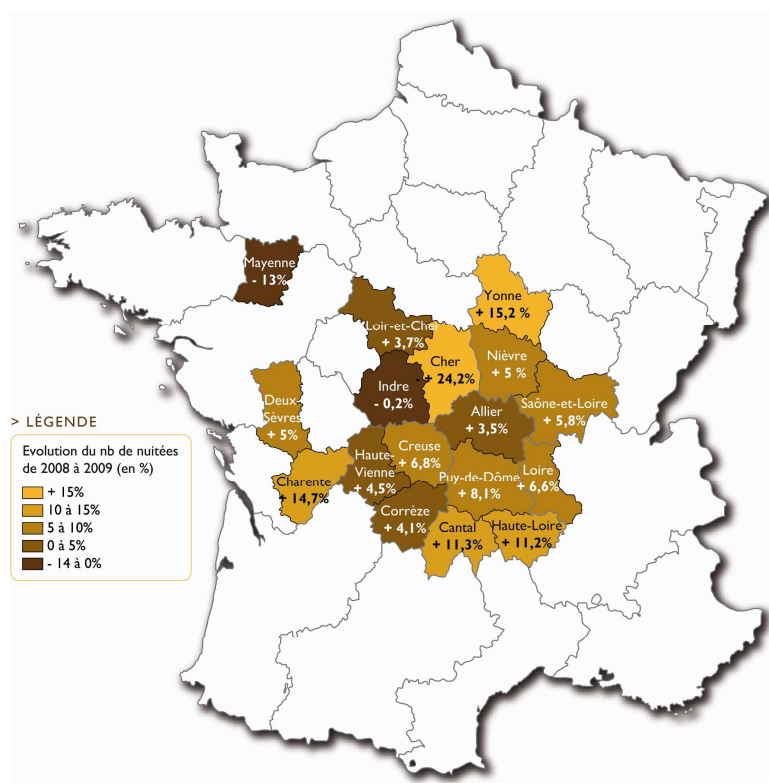 Mayenne
- 13%
Yonne
+ 15,2 %
Loir-et-Cher
+ 3,7%
Cher
+ 24,2%
Nièvre
+ 5 %
Indre
- 0,2%
Deux-
Sèvres
+ 5%
Allier
+ 3,5%
Saône-et-Loire
+ 5,8%
Haute-
Vienne
+ 4,5%
Creuse
+ 6,8%
Puy-de-Dôme
+ 8,1%
Loire
+ 6,6%
Charente
+ 14,7%
Corrèze
+ 4,1%
Cantal
+ 11,3%
Haute-Loire
+ 11,2%
> LÉGENDE
Evolution du nb de nuitées
de 2008 à 2009 (en %)
+ 15%
10 à 15%
5 à 10%
0 à 5%
- 14 à 0%